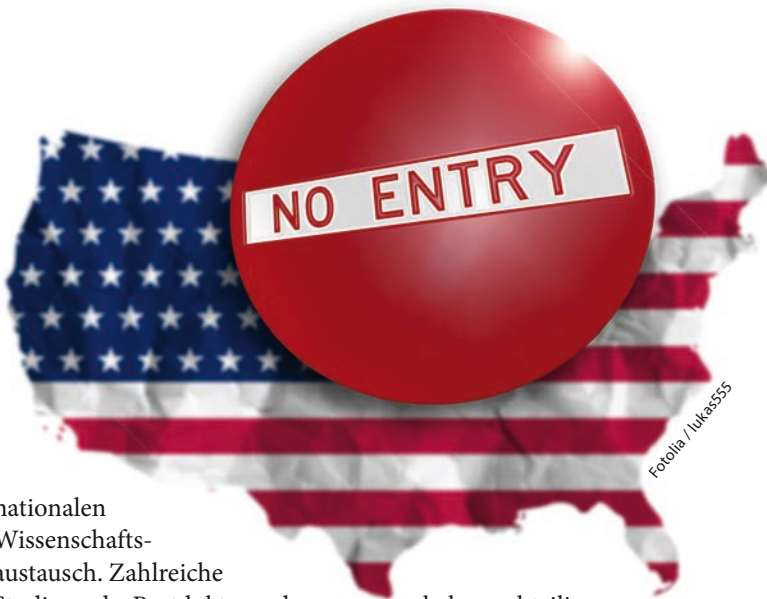 NO ENTRY
Fotolia / lukas555
nationalen
Wissenschafts-
austausch. Zahlreiche